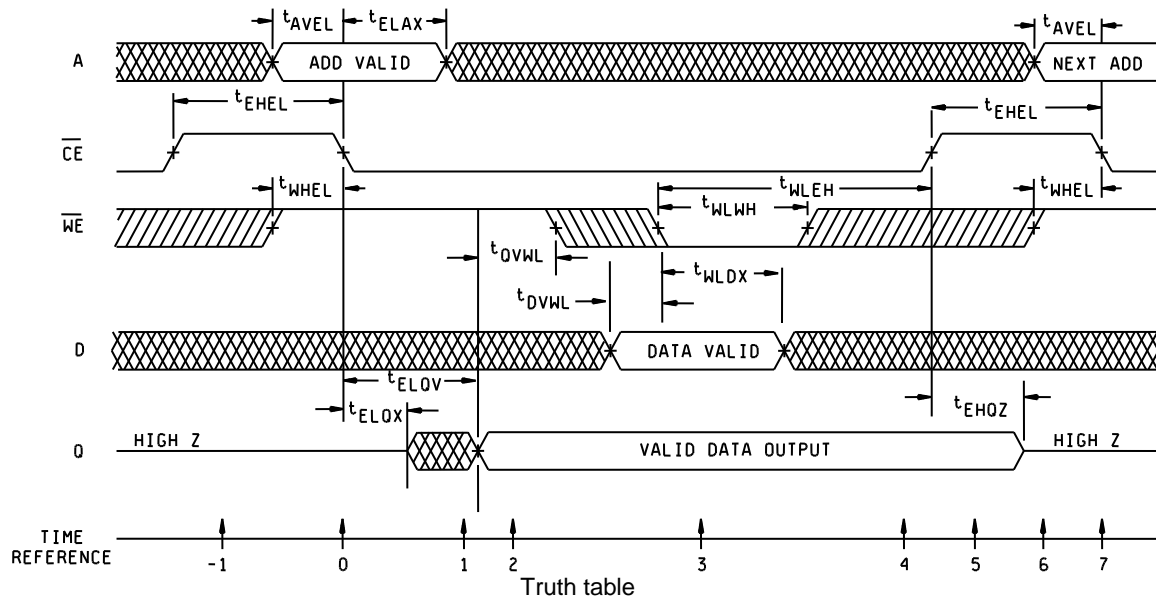 tAVEL tELAX tAVEL
A ADD VALID NEXT ADD
tEHEL tEHEL
CE
tWHEL tWLEH tWHEL
tWLWH
WE
tQVWL tWLDX
tDVWL
D DATA VALID
tELQV
tELQX tEHQZ
Q HIGH Z VALID DATA OUTPUT HIGH Z
TIME
REFERENCE
-1 0 1 2 3 4 5 6 7
Truth table